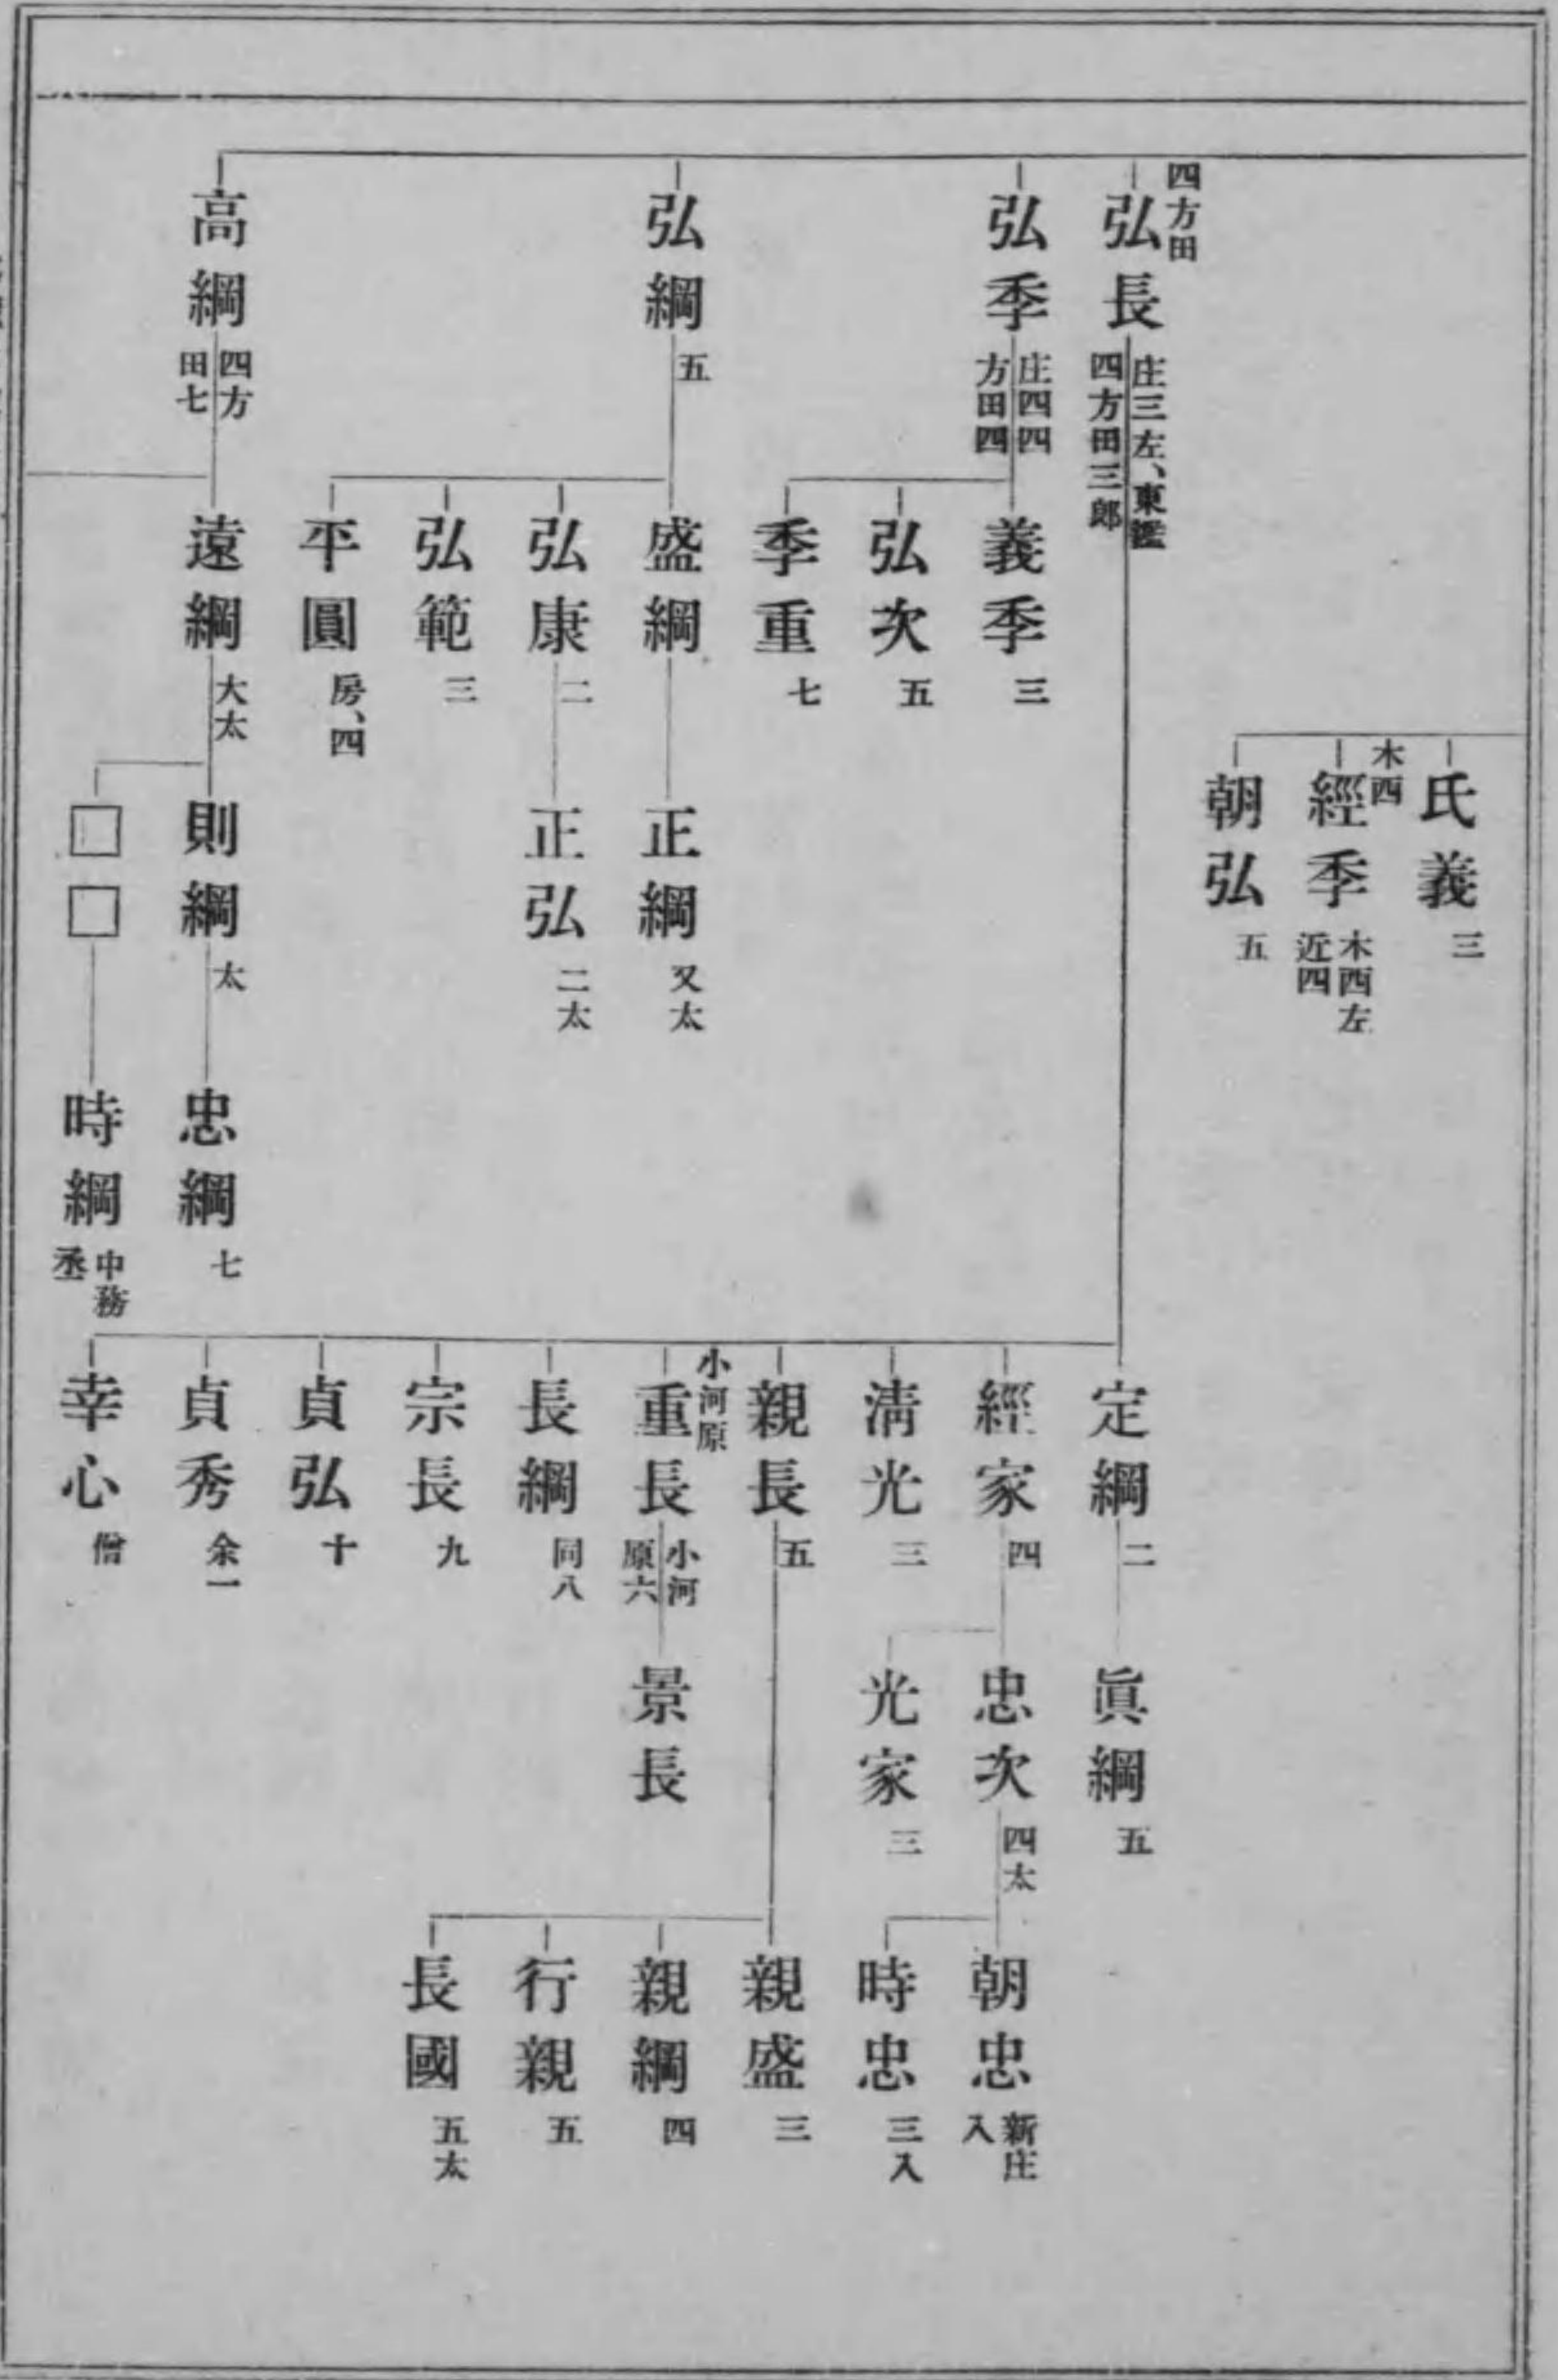 氏義 三
木西
經季 木西左
近四
朝弘 五
四方田
弘長 庄三左、東鑑
四方田三郎
定綱 二
眞綱 五
經家 四
忠次 四太
朝忠 新庄
入
時忠 三入
光家 三
淸光 三
親長 五
親盛 三
親綱 四
行親 五
長國 五太
小河原
重長 小河
原六
景長
長綱 同八
宗長 九
貞弘 十
貞秀 余一
幸心 僧
弘季 庄四四
方田四
義季 三
弘次 五
季重 七
弘綱 五
盛綱
正綱 又太
弘康 二
正弘 二太
弘範 三
平圓 房、四
高綱 四方
田七
遠綱 大太
則綱 太
忠綱 七
□□
時綱 中務
丞